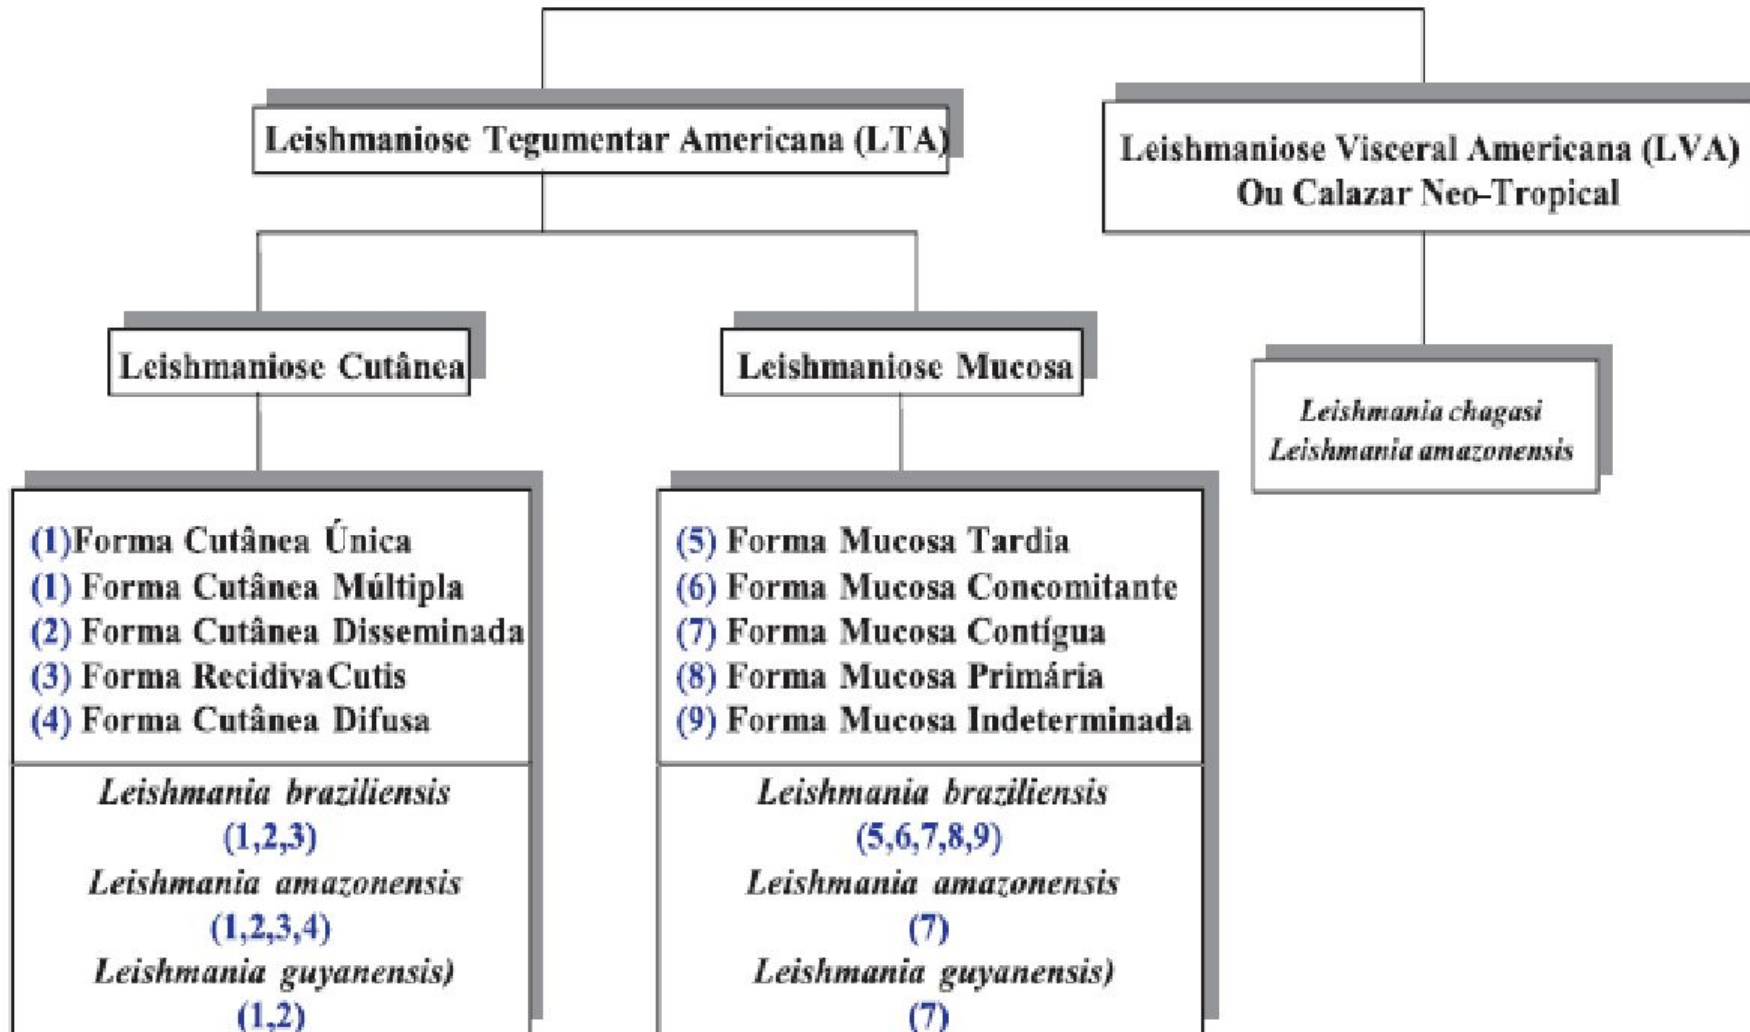 Leishmaniose Tegumentar Americana (LTA)
Leishmaniose Visceral Americana (LVA)
Ou Calazar Neo-Tropical
Leishmaniose Cutânea
Leishmaniose Mucosa
Leishmania chagasi
Leishmania amazonensis
(1)Forma Cutânea Única
(1) Forma Cutânea Múltipla
(2) Forma Cutânea Disseminada
(3) Forma Recidiva Cutis
(4) Forma Cutânea Difusa
Leishmania braziliensis
(1,2,3)
Leishmania amazonensis
(1,2,3,4)
Leishmania guyanensis)
(1,2)
(5) Forma Mucosa Tardia
(6) Forma Mucosa Concomitante
(7) Forma Mucosa Contígua
(8) Forma Mucosa Primária
(9) Forma Mucosa Indeterminada
Leishmania braziliensis
(5,6,7,8,9)
Leishmania amazonensis
(7)
Leishmania guyanensis)
(7)